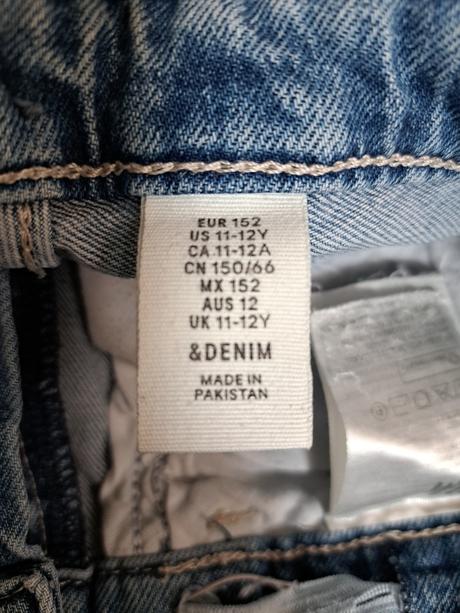 EUR 152
US 11-12Y
CA 11-12A
CN 150/66
MX 152
AUS 12
UK 11-12Y
&DENIM
MADE IN
PAKISTAN